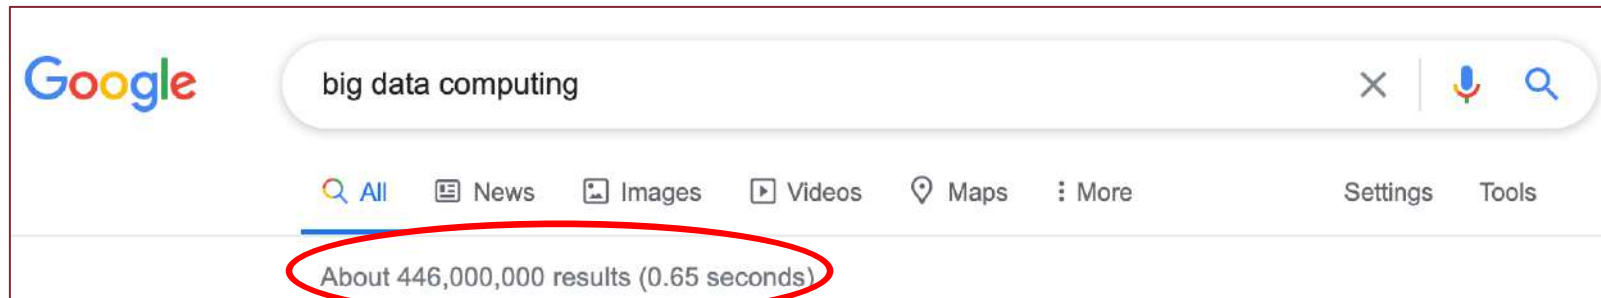 Google
big data computing
All News Images Videos Maps More Settings Tools
About 446,000,000 results (0.65 seconds)